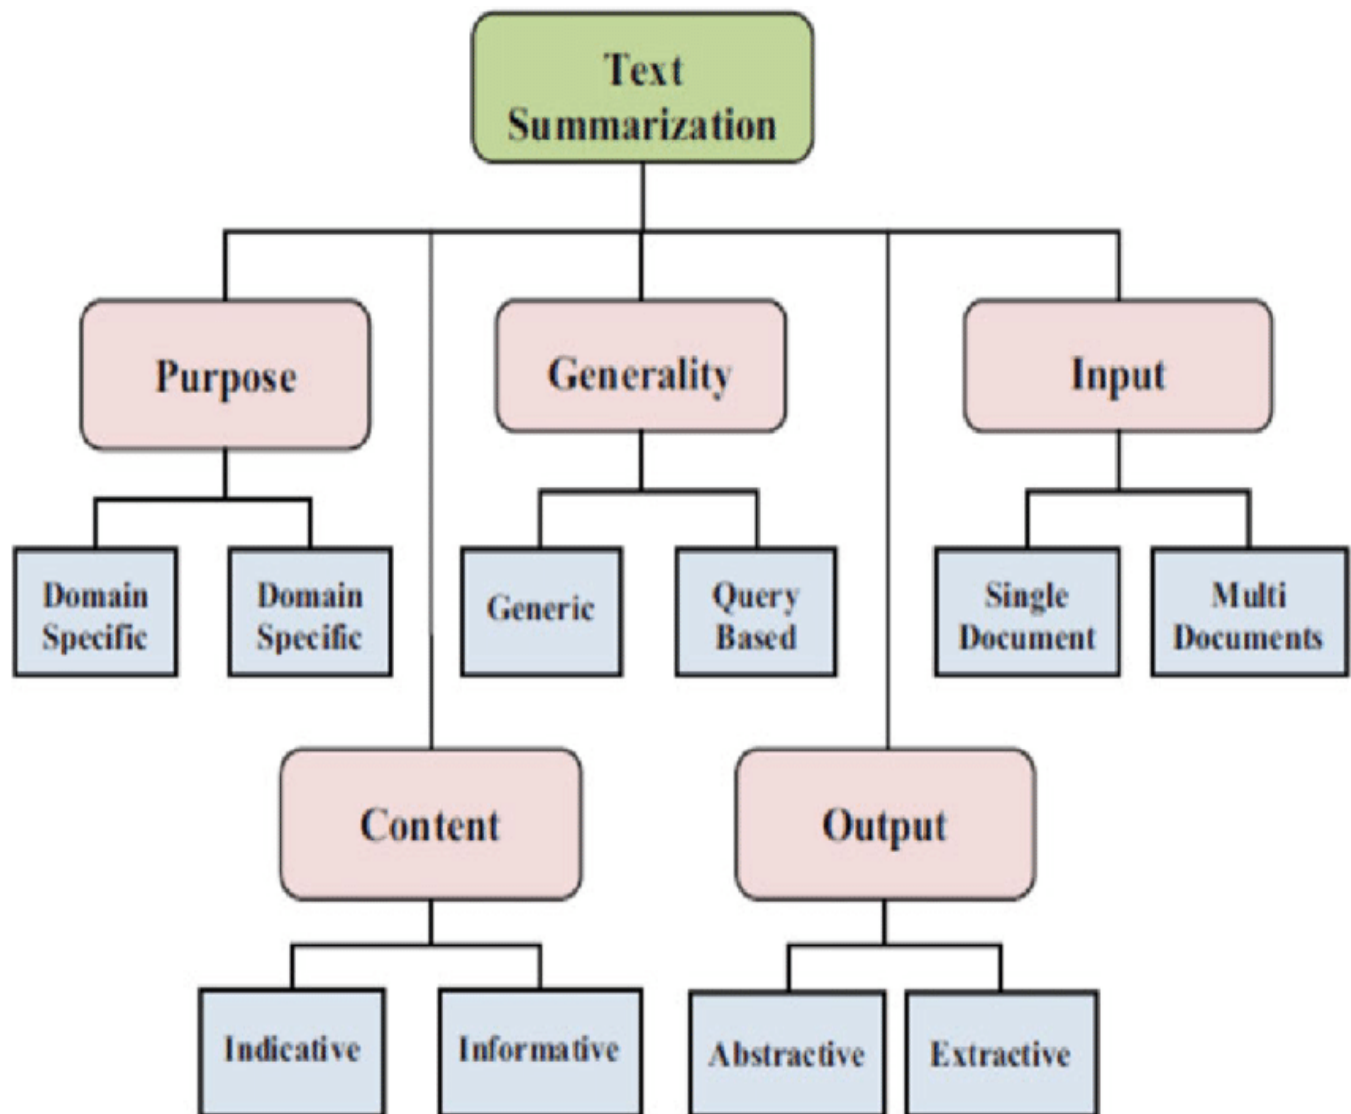 Text
Summarization
Purpose
Generality
Input
Domain
Specific
Domain
Specific
Generic
Query
Based
Single
Document
Multi
Documents
Content
Output
Indicative
Informative
Abstractive
Extractive